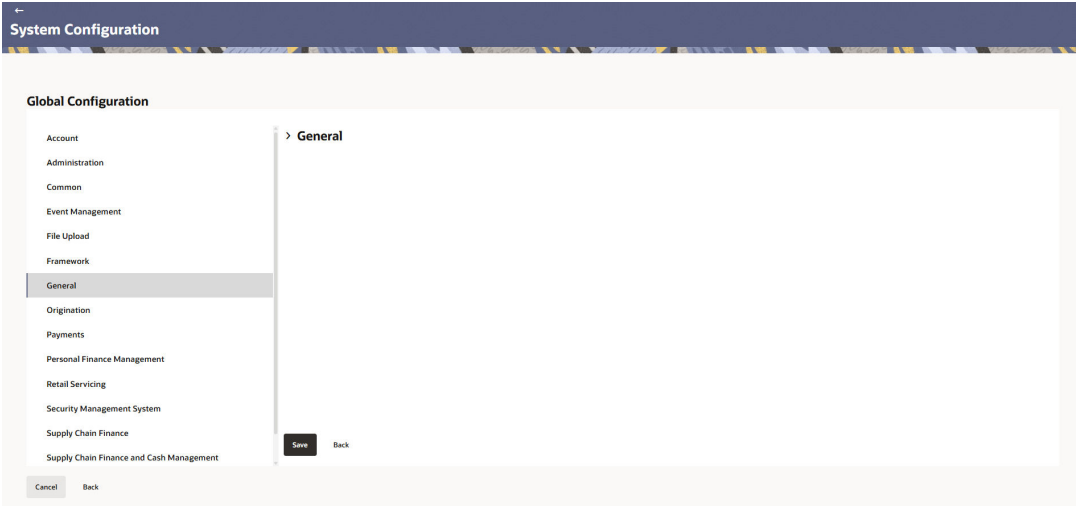 ←
System Configuration
Global Configuration
Account
Administration
Common
Event Management
File Upload
Framework
General
Origination
Payments
Personal Finance Management
Retail Servicing
Security Management System
Supply Chain Finance
Supply Chain Finance and Cash Management
> General
Save Back
Cancel Back